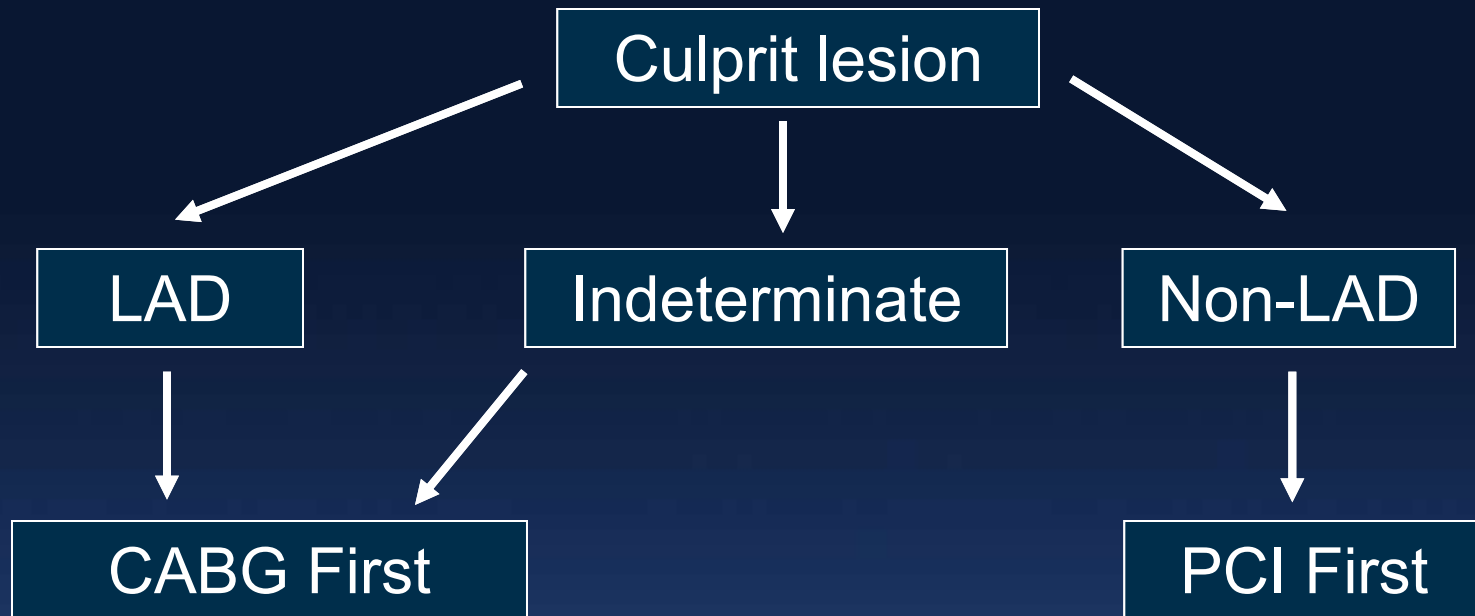 Culprit lesion
LAD
Indeterminate
Non-LAD
CABG First
PCI First